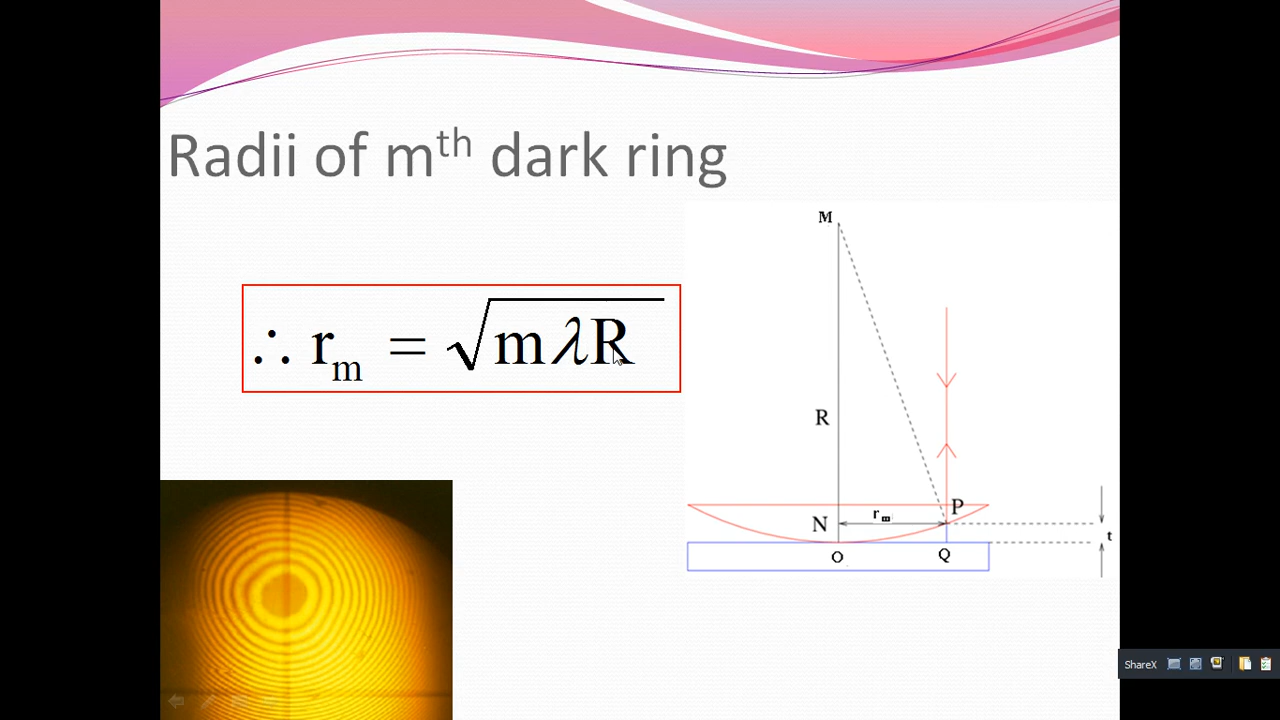 Radii of mᵗʰ dark ring
∴ rₘ = √mλR
M
R
P
N
rₘ
t
O
Q
ShareX